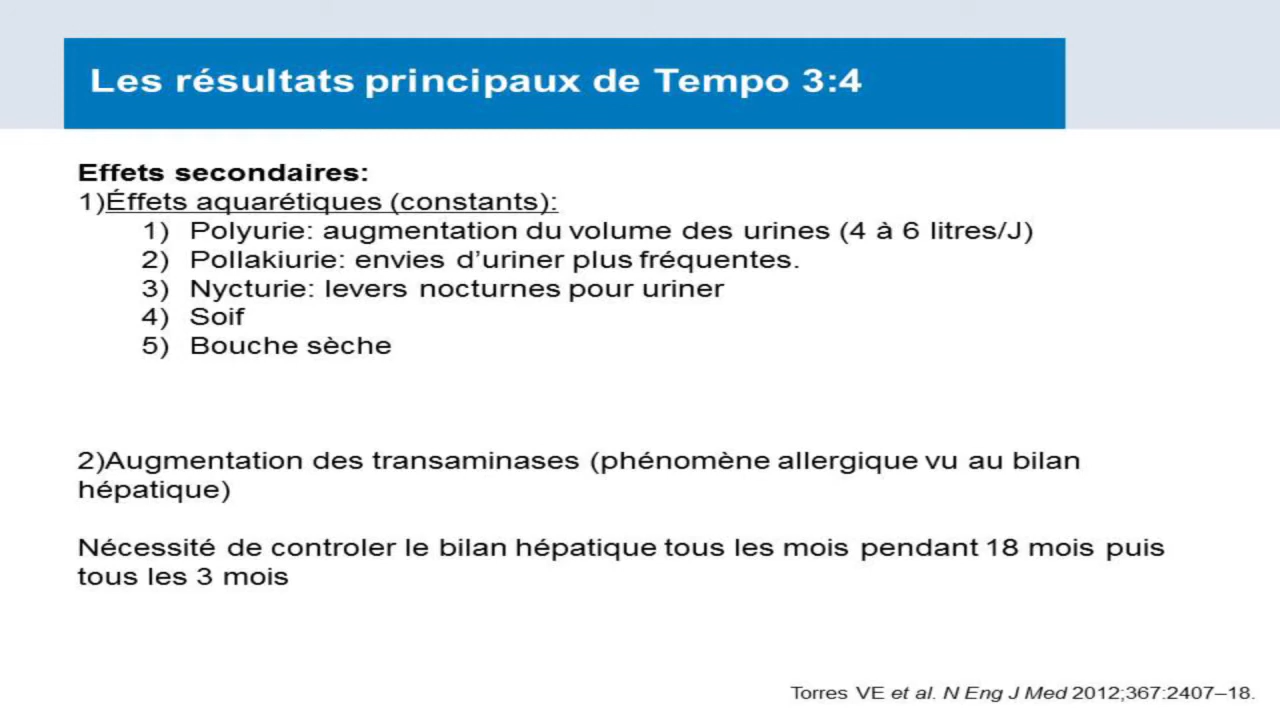 Les résultats principaux de Tempo 3:4
Effets secondaires:
1)Éffets aquarétiques (constants):
1) Polyurie: augmentation du volume des urines (4 à 6 litres/J)
2) Pollakiurie: envies d’uriner plus fréquentes.
3) Nycturie: levers nocturnes pour uriner
4) Soif
5) Bouche sèche
2)Augmentation des transaminases (phénomène allergique vu au bilan
hépatique)
Nécessité de controler le bilan hépatique tous les mois pendant 18 mois puis
tous les 3 mois
Torres VE et al. N Eng J Med 2012;367:2407–18.